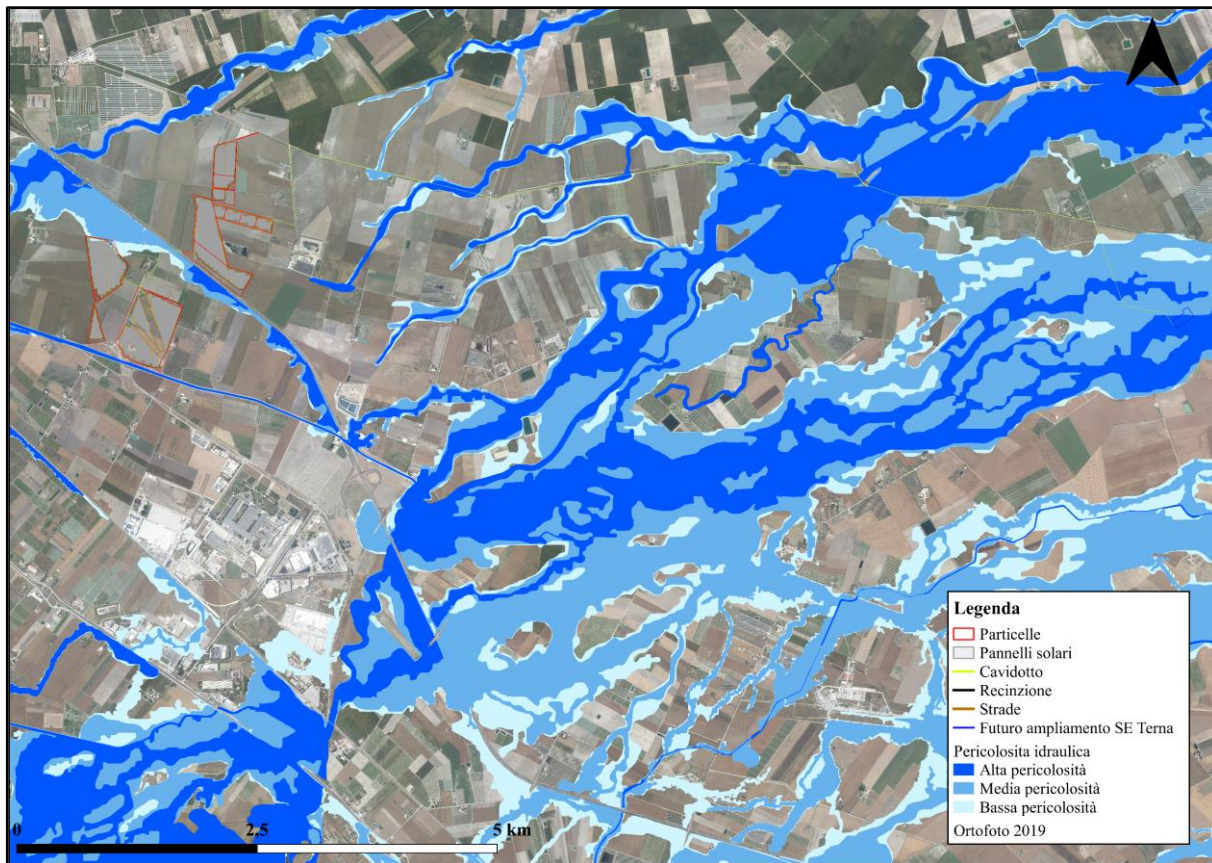 Legenda
Particelle
Pannelli solari
Cavidotto
Recinzione
Strade
Futuro ampliamento SE Terna
Pericolosita idraulica
Alta pericolosità
Media pericolosità
Bassa pericolosità
Ortofoto 2019
0 2,5 5 km